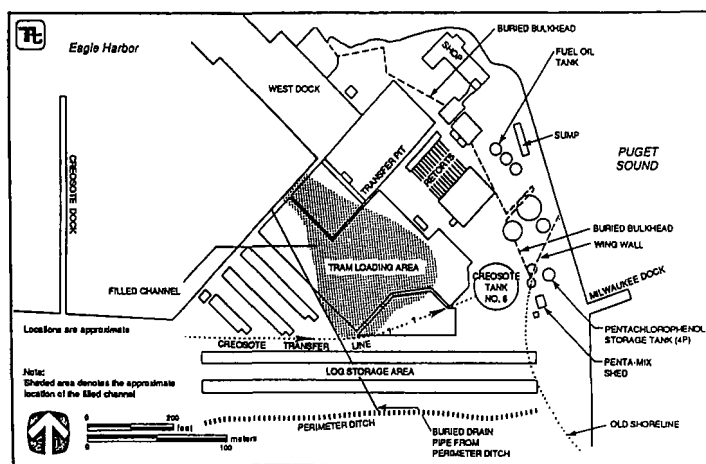 Tt
Eagle Harbor
BURIED BULKHEAD
SHOP
FUEL OIL
TANK
WEST DOCK
SUMP
PUGET
SOUND
CREOSOTE DOCK
TRANSFER PIT
RETORTS
BURIED BULKHEAD
WING WALL
TRAM LOADING AREA
FILLED CHANNEL
CREOSOTE
TANK
NO. 6
MILWAUKEE DOCK
Locations are approximate
PENTACHLOROPHENOL
STORAGE TANK (4P)
CREOSOTE TRANSFER LINE
? ?
PENTA-MIX
SHED
Note:
Shaded area denotes the approximate
location of the filled channel
LOG STORAGE AREA
0 200
feet
meters
0 100
PERIMETER DITCH
OLD SHORELINE
BURIED DRAIN
PIPE FROM
PERIMETER DITCH